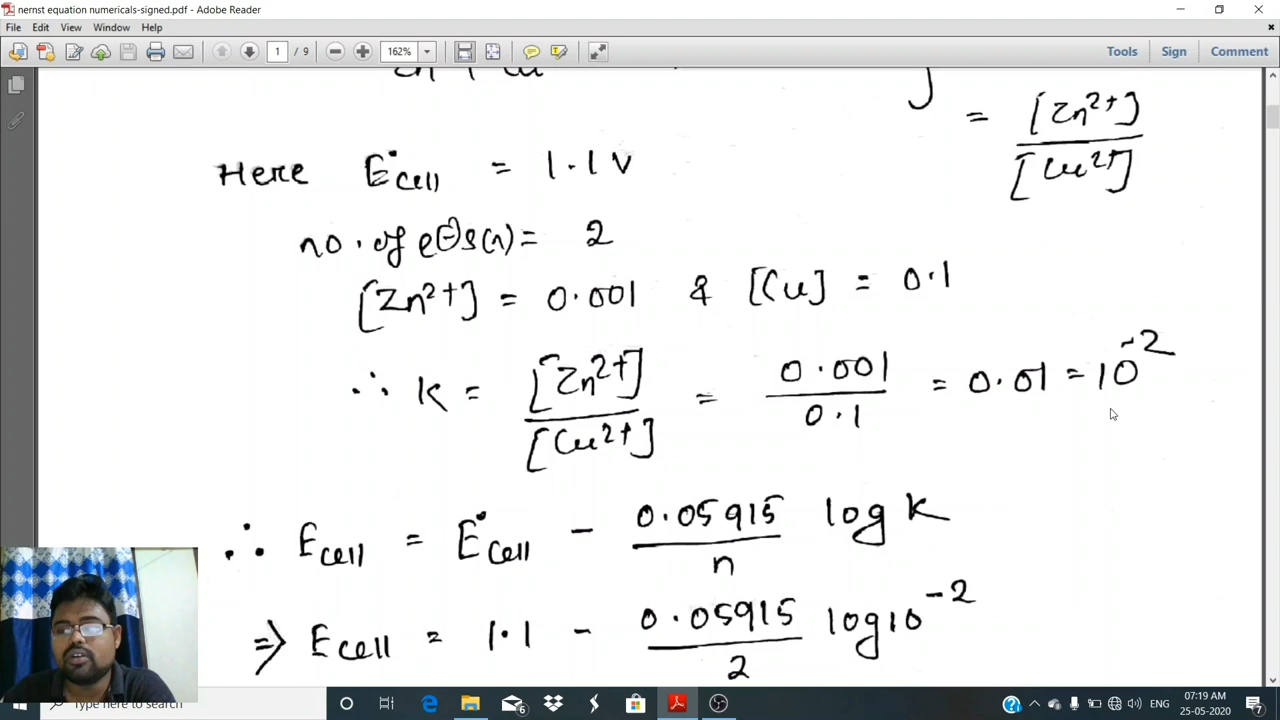 nernst equation numericals-signed.pdf - Adobe Reader
File Edit View Window Help
1 / 9 162% Tools Sign Comment
= [Zn2+] / [Cu2+]
Here E°cell = 1.1 V
no. of e⊖s(n) = 2
[Zn2+] = 0.001 & [Cu] = 0.1
∴ K = [Zn2+] / [Cu2+] = 0.001 / 0.1 = 0.01 = 10^-2
∴ Ecell = E°cell - 0.05915 / n log K
⇒ Ecell = 1.1 - 0.05915 / 2 log10^-2
Type here to search
6
07:19 AM
25-05-2020
7